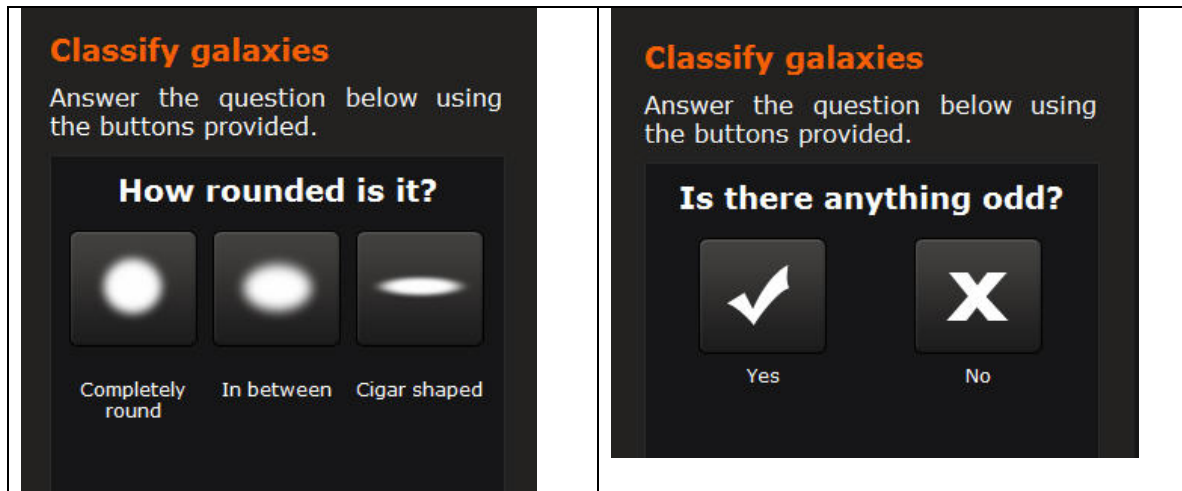 Classify galaxies
Answer the question below using
the buttons provided.
How rounded is it?
Completely
round
In between
Cigar shaped
Classify galaxies
Answer the question below using
the buttons provided.
Is there anything odd?
Yes
No